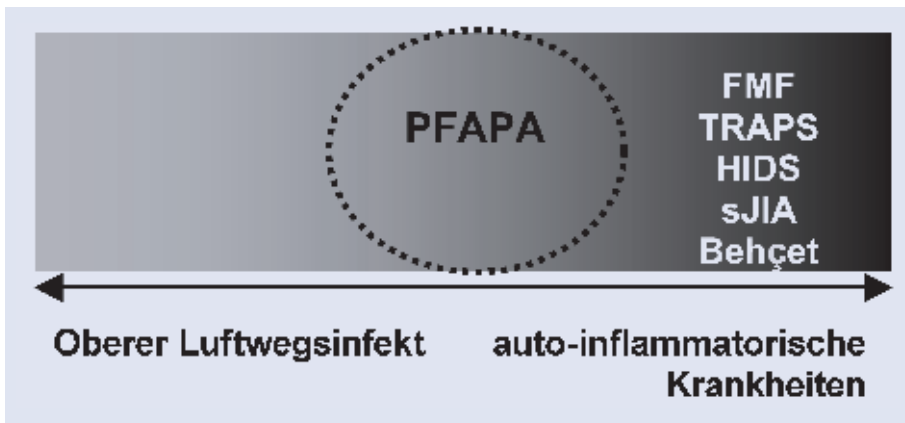 PFAPA
FMF
TRAPS
HIDS
sJIA
Behçet
Oberer Luftwegsinfekt
auto-inflammatorische
Krankheiten